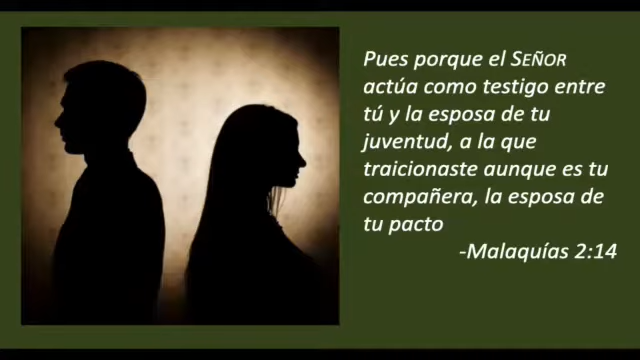 Pues porque el SEÑOR
actúa como testigo entre
tú y la esposa de tu
juventud, a la que
traicionaste aunque es tu
compañera, la esposa de
tu pacto
-Malaquías 2:14